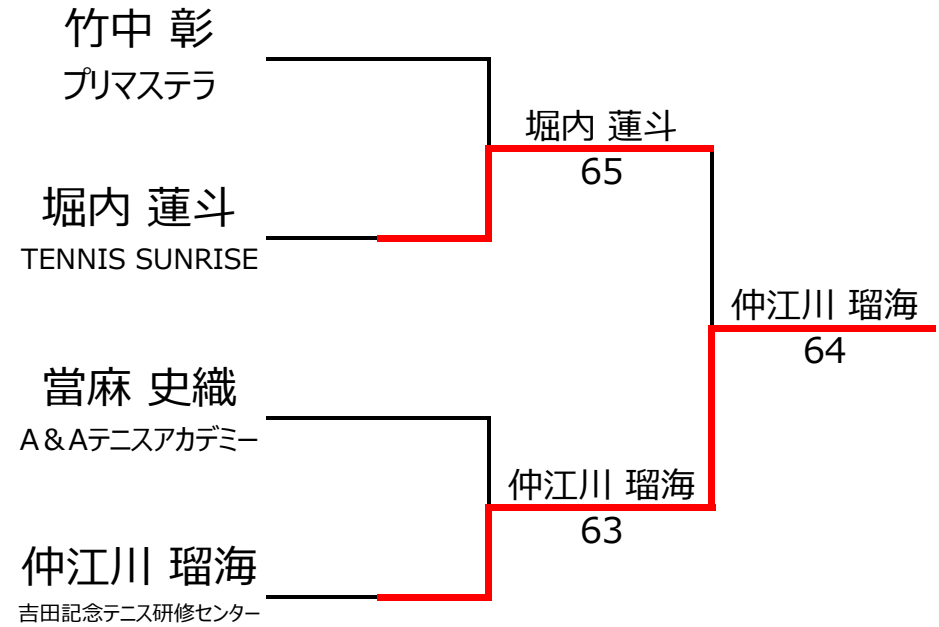 竹中 彰
プリマステラ
堀内 蓮斗
65
堀内 蓮斗
TENNIS SUNRISE
仲江川 瑠海
64
當麻 史織
A＆Aテニスアカデミー
仲江川 瑠海
63
仲江川 瑠海
吉田記念テニス研修センター